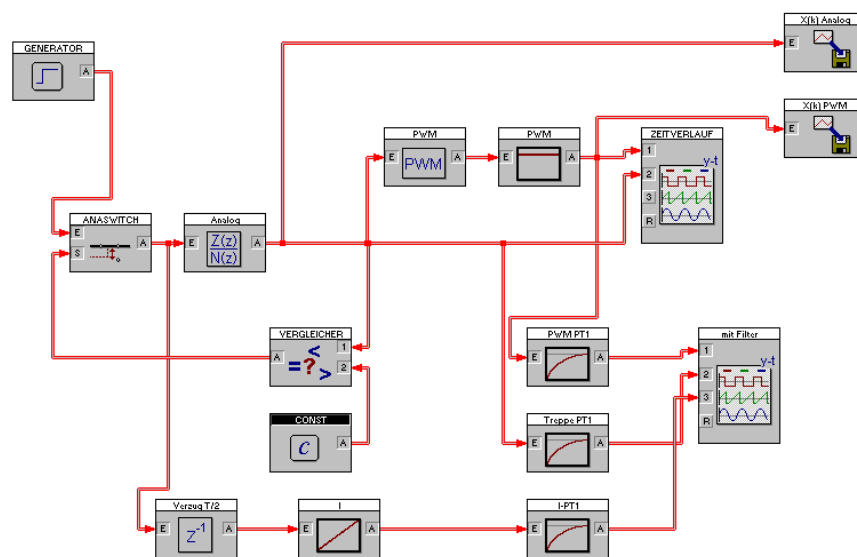 X(k) Analog
E
GENERATOR
A
X(k) PWM
E
PWM
E PWM A
PWM
E A
ZEITVERLAUF
1
2
3
R
y-t
ANASWITCH
E
S
A
Analog
E Z(z) A
N(z)
VERGLEICHER
A =?<> 1
2
PWM PT1
E A
mit Filter
1
2
3
R
y-t
CONST
C A
Treppe PT1
E A
Verzug T/2
E Z-1 A
I
E A
I-PT1
E A